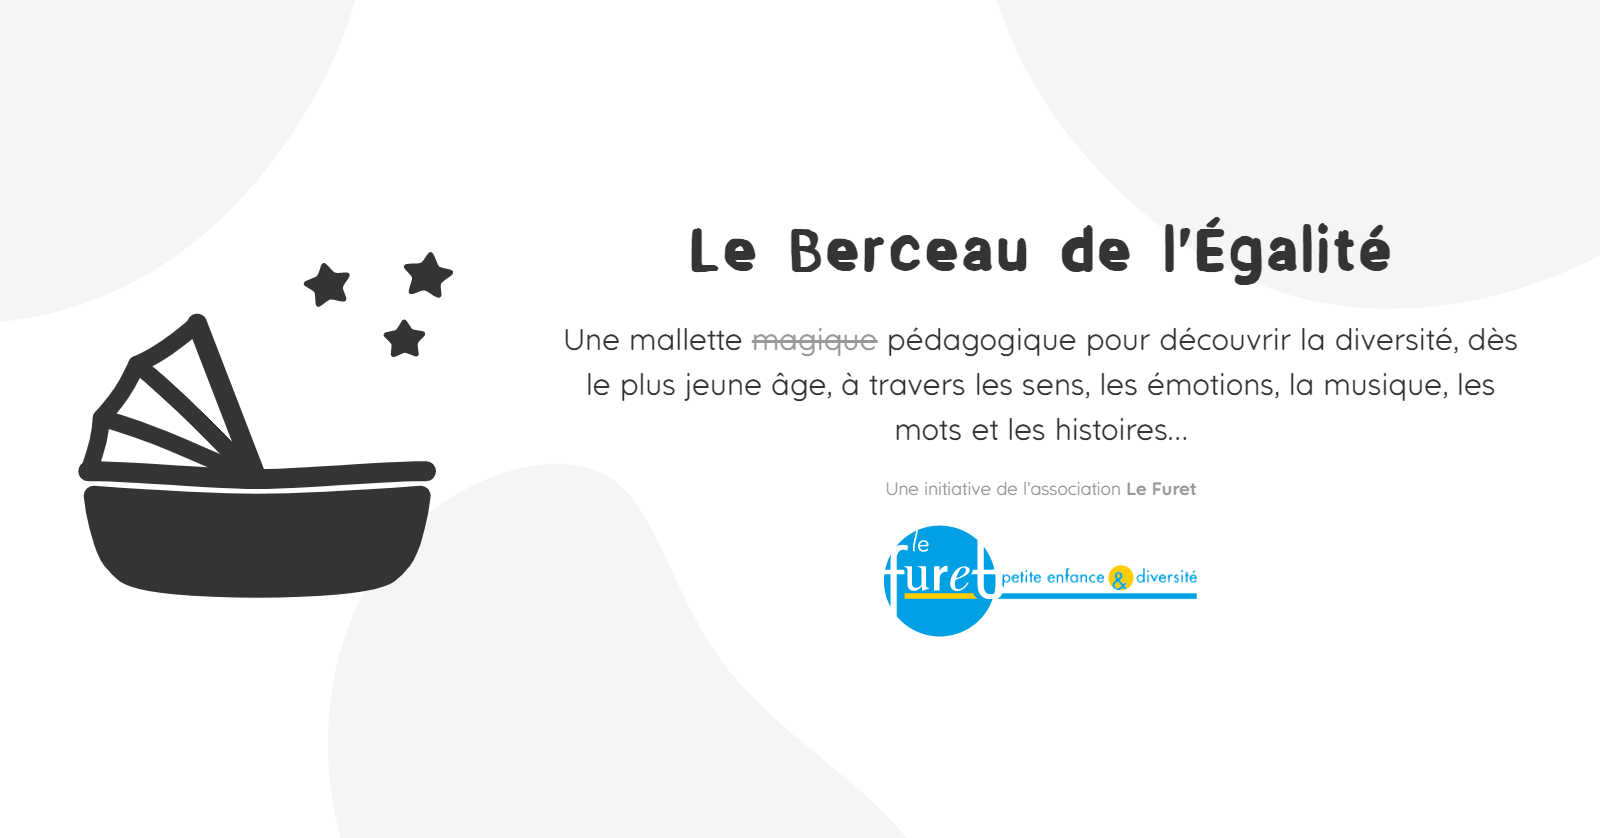 Le Berceau de l'Égalité
Une mallette magique pédagogique pour découvrir la diversité, dès
le plus jeune âge, à travers les sens, les émotions, la musique, les
mots et les histoires...
Une initiative de l'association Le Furet
le
furet petite enfance & diversité